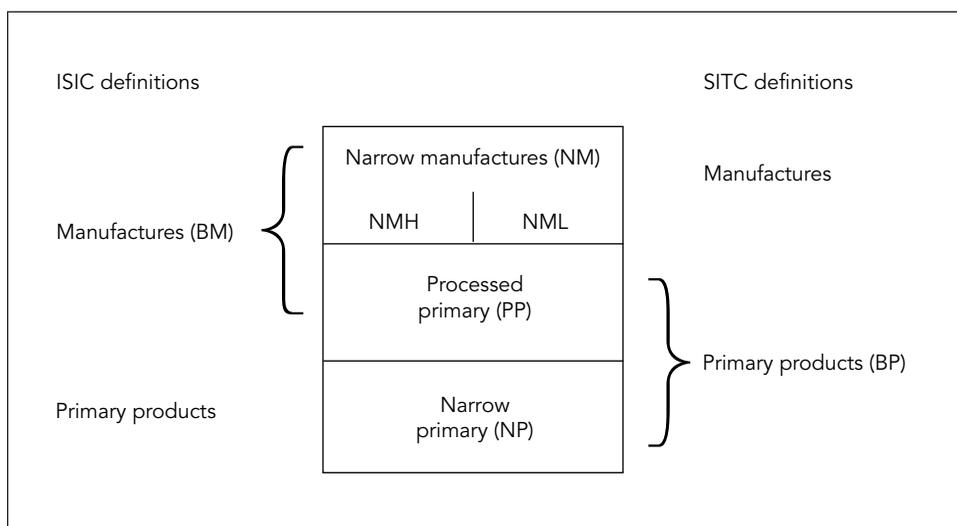 ISIC definitions
SITC definitions
Narrow manufactures (NM)
Manufactures
NMH
NML
Manufactures (BM)
Processed
primary (PP)
Primary products (BP)
Primary products
Narrow
primary (NP)